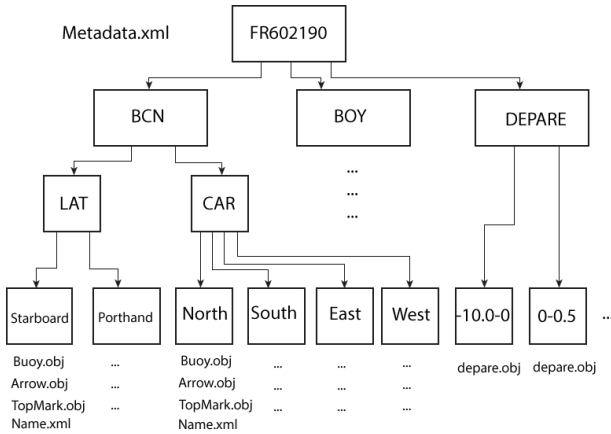 Metadata.xml
FR602190
BCN
BOY
DEPARE
...
...
...
LAT
CAR
Starboard
Porthand
North
South
East
West
-10.0-0
0-0.5
...
Buoy.obj
...
Buoy.obj
...
...
...
depare.obj
depare.obj
Arrow.obj
...
Arrow.obj
...
...
...
TopMark.obj
...
TopMark.obj
...
...
...
Name.xml
Name.xml